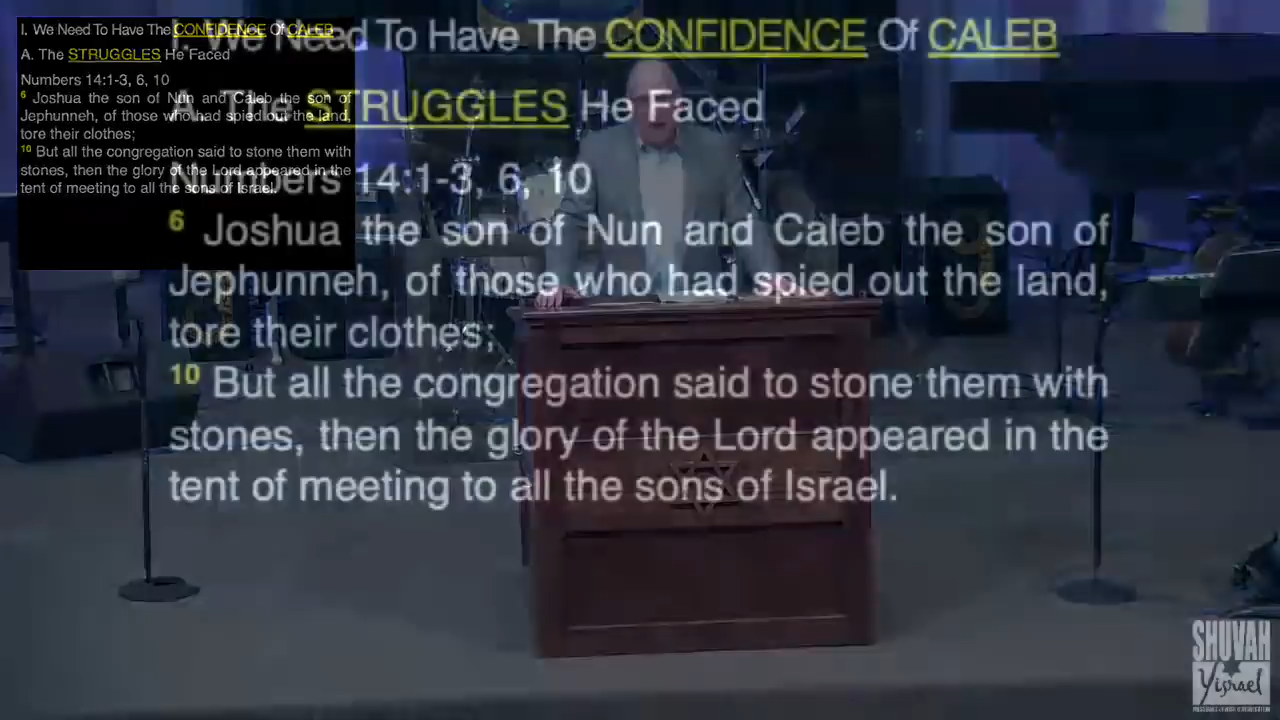 I. We Need To Have The CONFIDENCE Of CALEB
A. The STRUGGLES He Faced
Numbers 14:1-3, 6, 10
6 Joshua the son of Nun and Caleb the son of
Jephunneh, of those who had spied out the land,
tore their clothes;
10 But all the congregation said to stone them with
stones, then the glory of the Lord appeared in the
tent of meeting to all the sons of Israel.
I. We Need To Have The CONFIDENCE Of CALEB
A. The STRUGGLES He Faced
Numbers 14:1-3, 6, 10
6 Joshua the son of Nun and Caleb the son of
Jephunneh, of those who had spied out the land,
tore their clothes;
10 But all the congregation said to stone them with
stones, then the glory of the Lord appeared in the
tent of meeting to all the sons of Israel.
SHUVAH
Yisrael